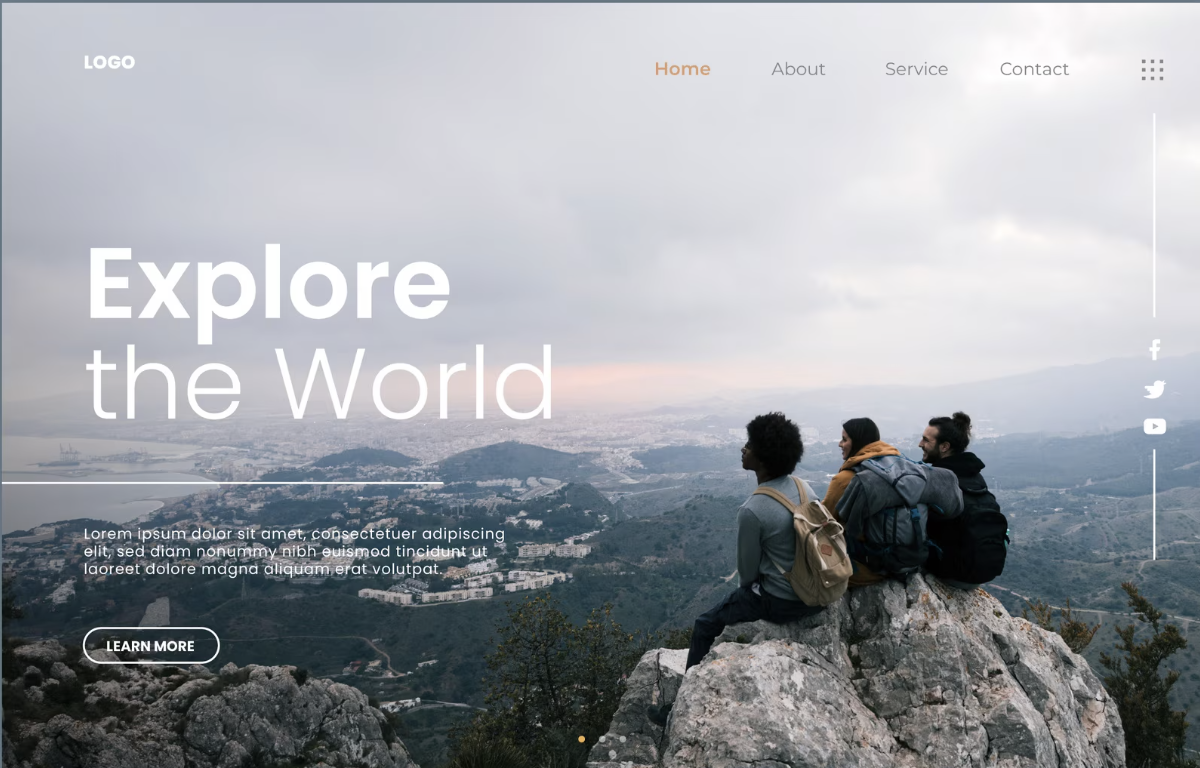 LOGO
Home
About
Service
Contact
Explore
the World
Lorem ipsum dolor sit amet, consectetuer adipiscing
elit, sed diam nonummy nibh euismod tincidunt ut
laoreet dolore magna aliquam erat volutpat.
LEARN MORE